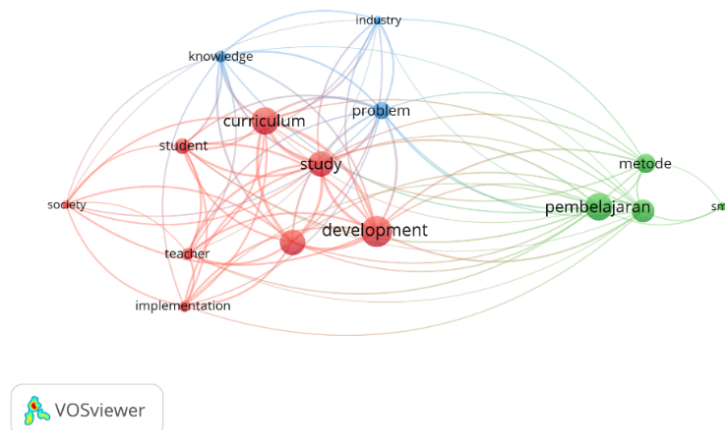 industry
knowledge
problem
curriculum
student
study
metode
society
pembelajaran
development
teacher
implementation
VOSviewer